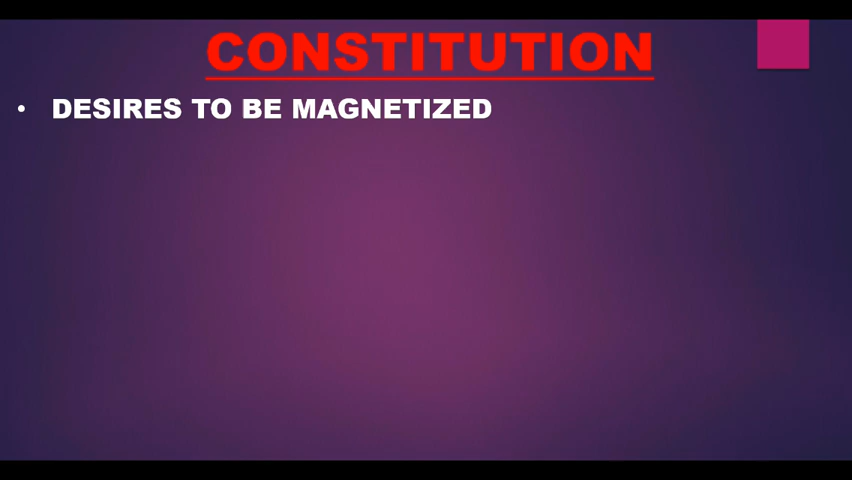 CONSTITUTION
• DESIRES TO BE MAGNETIZED